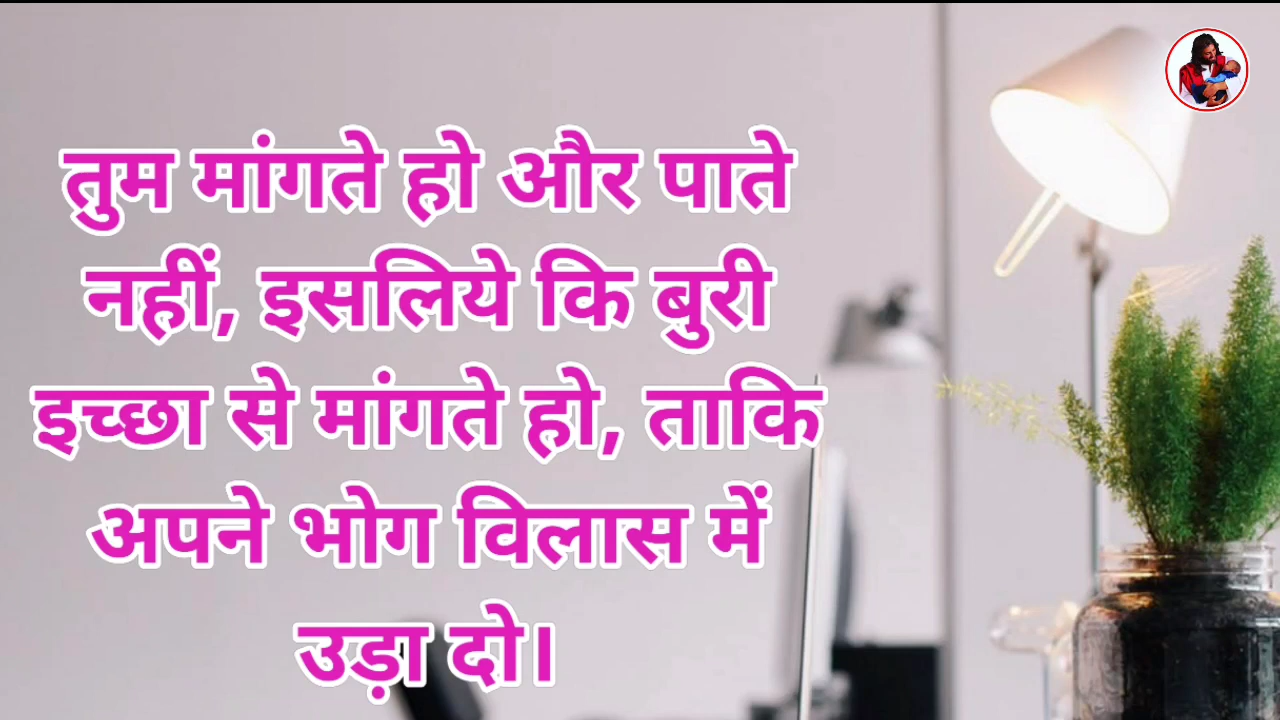 तुम मांगते हो और पाते
नहीं, इसलिये कि बुरी
इच्छा से मांगते हो, ताकि
अपने भोग विलास में
उड़ा दो।